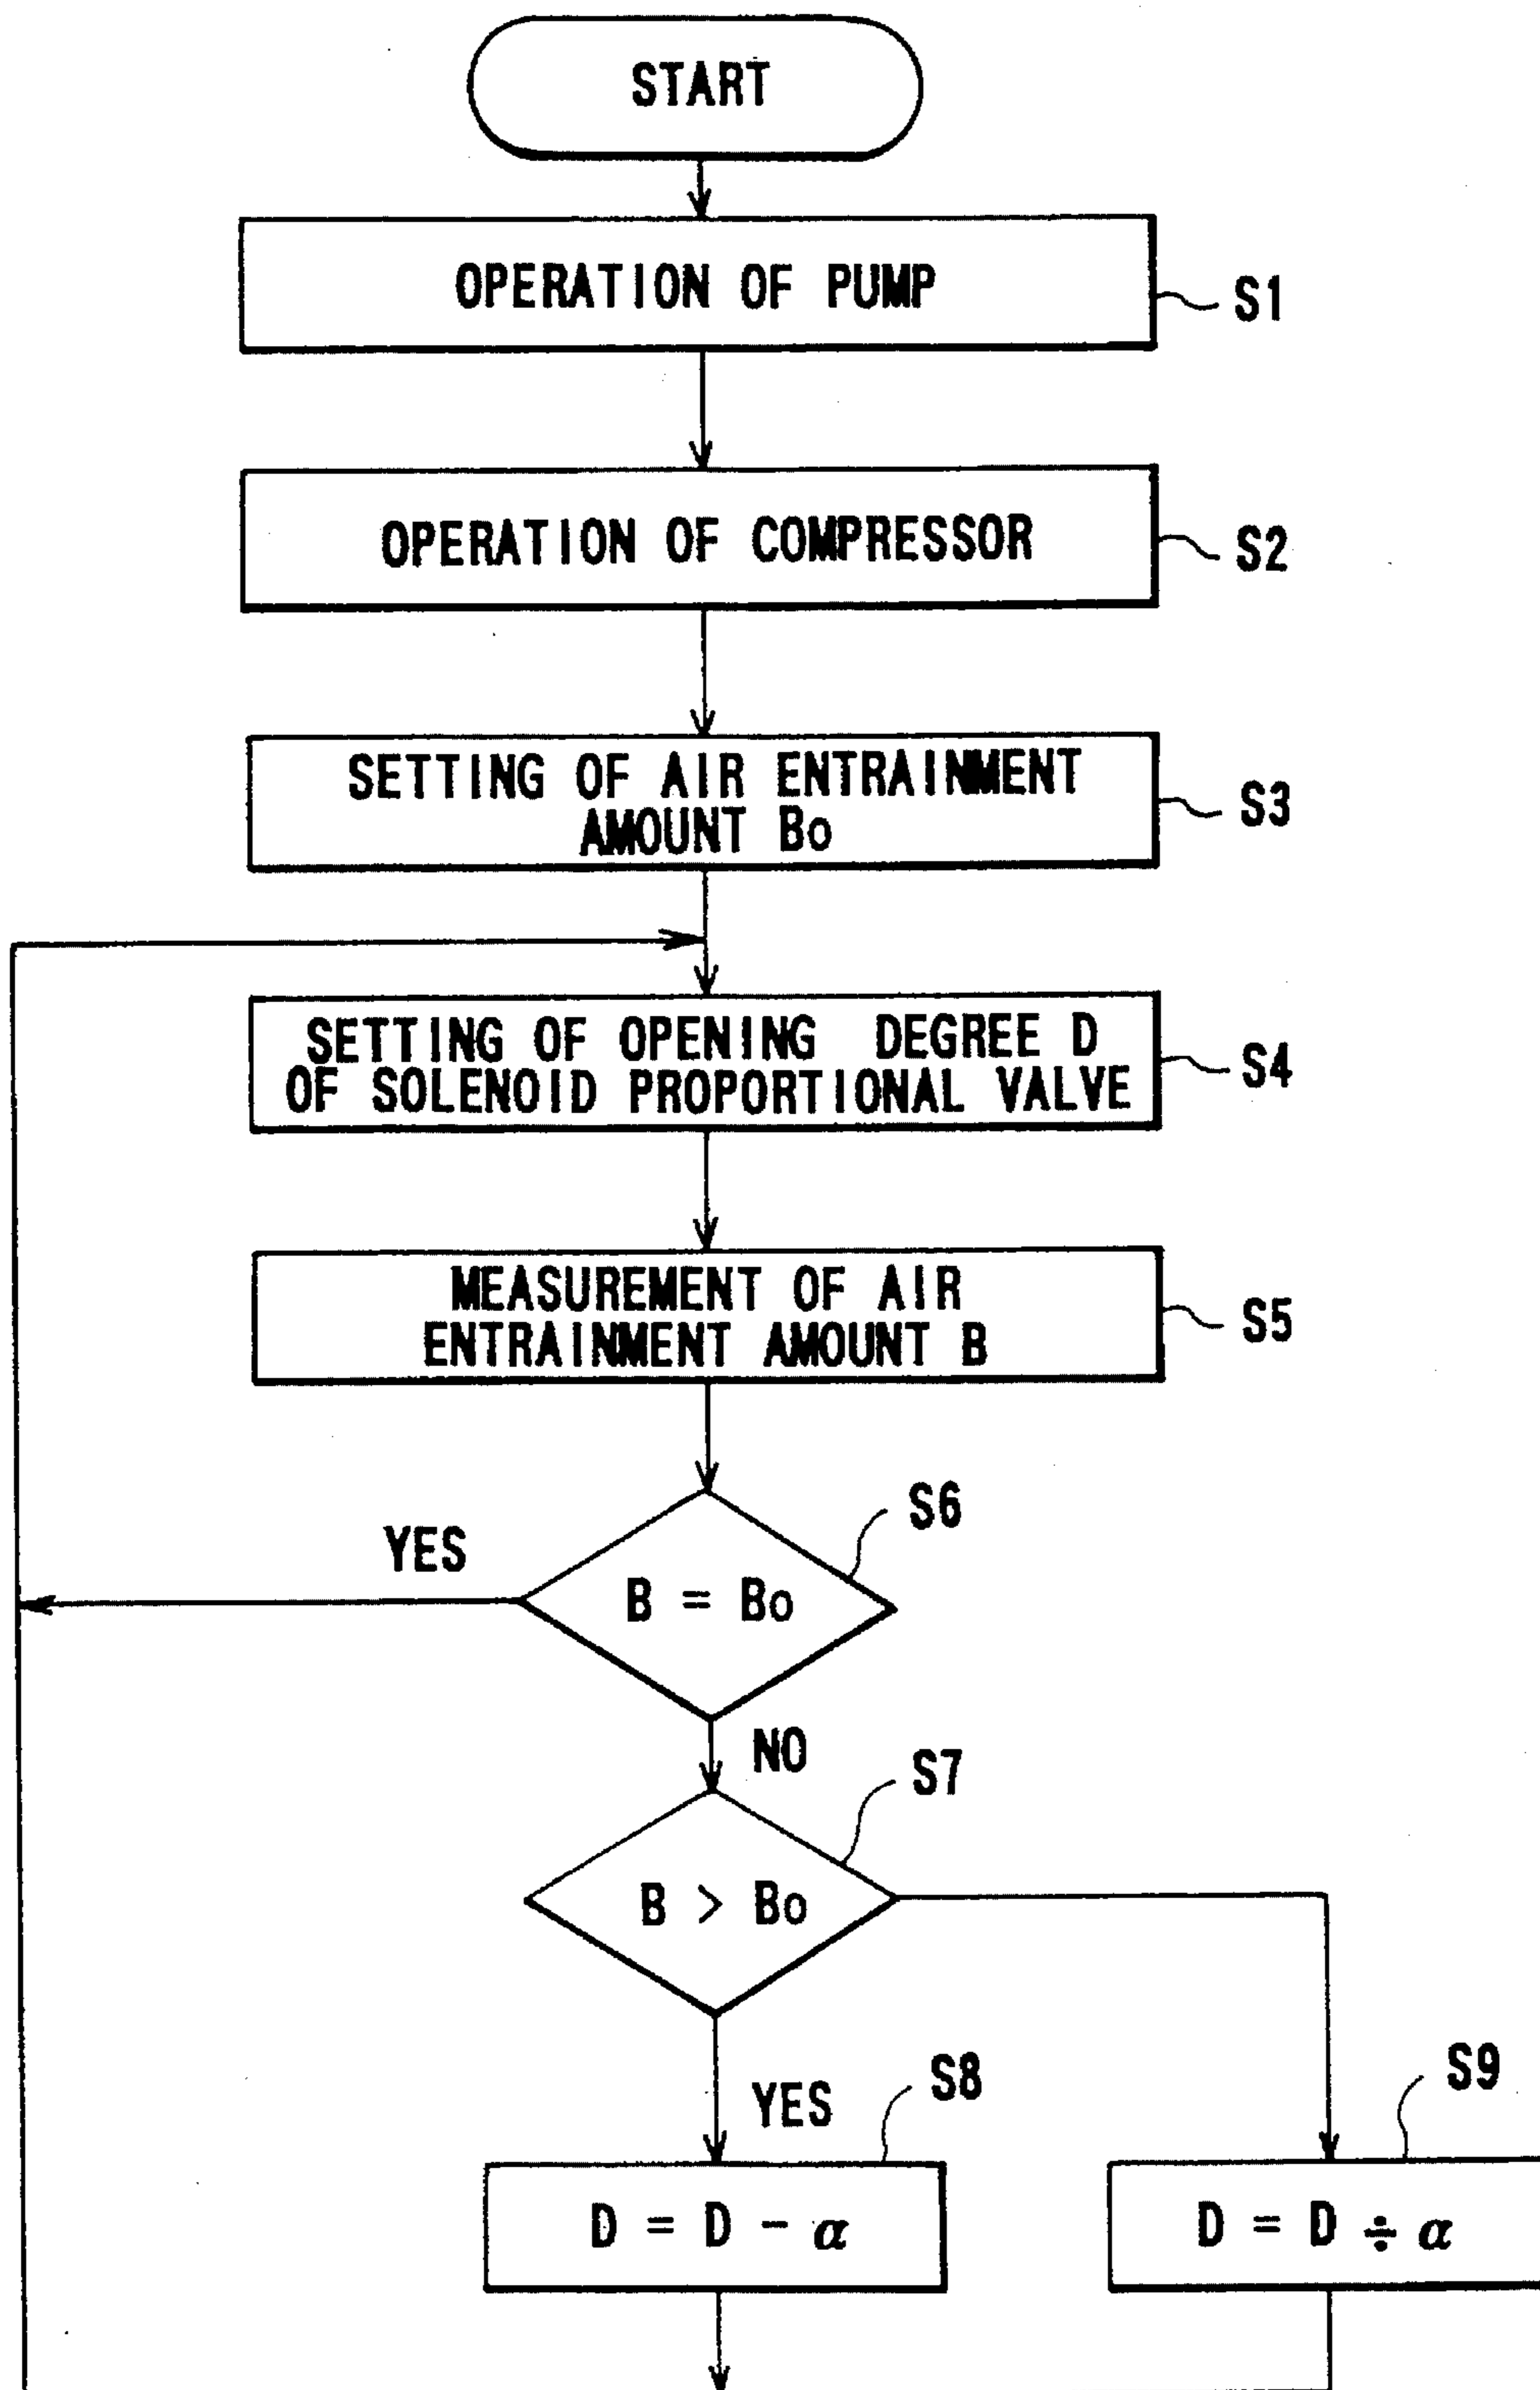 START
OPERATION OF PUMP
S1
OPERATION OF COMPRESSOR
S2
SETTING OF AIR ENTRAINMENT
AMOUNT Bo
S3
SETTING OF OPENING DEGREE D
OF SOLENOID PROPORTIONAL VALVE
S4
MEASUREMENT OF AIR
ENTRAINMENT AMOUNT B
S5
S6
YES
B = Bo
NO
S7
B > Bo
YES
S8
S9
D = D - α
D = D ÷ α